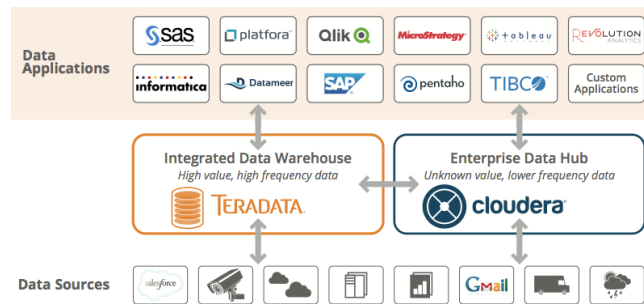 Data
Applications
sas
platfora
Qlik
MicroStrategy
tableau
REVOLUTION
ANALYTICS
informatica
Datameer
SAP
pentaho
TIBCO
Custom
Applications
Integrated Data Warehouse
High value, high frequency data
TERADATA
Enterprise Data Hub
Unknown value, lower frequency data
cloudera
Data Sources
salesforce
GMail